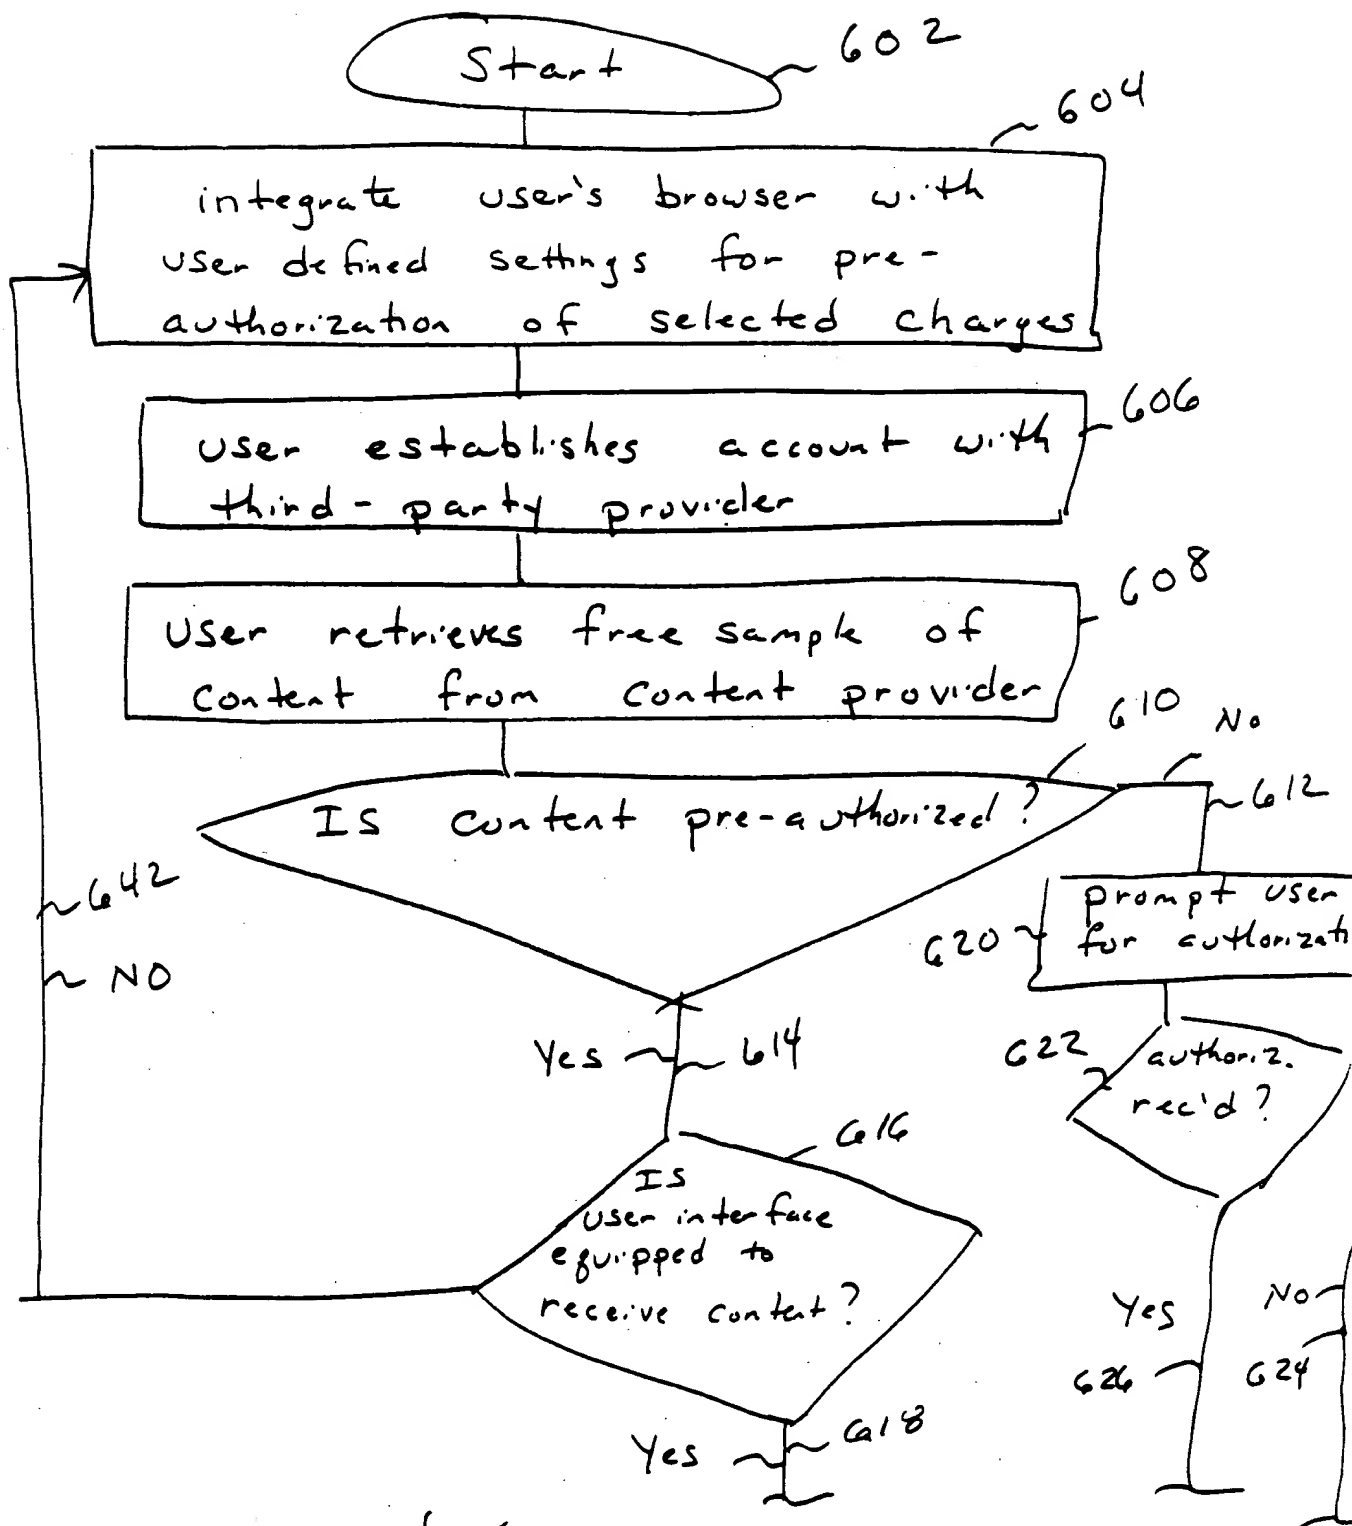 Start
602
604
integrate user's browser with
user defined settings for pre-
authorization of selected charges
606
user establishes account with
third-party provider
608
User retrieves free sample of
content from content provider
610
No
Is content pre-authorized?
612
642
NO
prompt user
620
for
Yes
614
622
authoriz.
rec'd?
616
Is
user interface
equipped to
receive content?
Yes
No
626
624
618
Yes